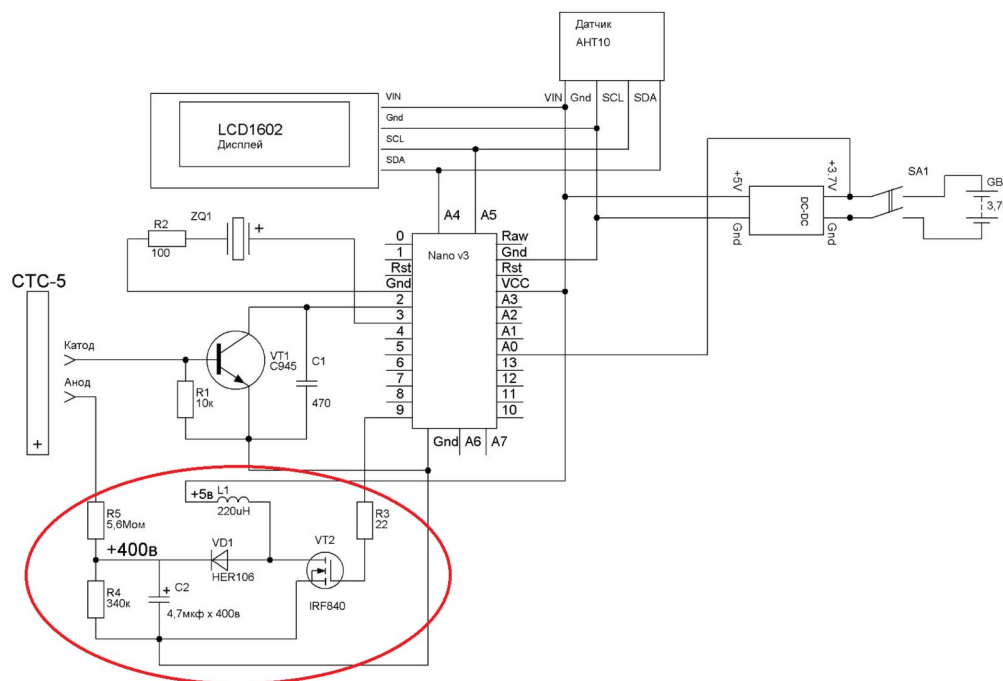 Датчик
AHT10
VIN Gnd SCL SDA
LCD1602
Дисплей
VIN
Gnd
SCL
SDA
+5V
Gnd
DC-DC
+3.7V
Gnd
SA1
GB
3,7
A4 A5
R2
100
ZQ1
+
Nano v3
0
1
Rst
Gnd
2
3
4
5
6
7
8
9
Raw
Gnd
Rst
VCC
A3
A2
A1
A0
13
12
11
10
Gnd A6 A7
СТС-5
Катод
Анод
+
VT1
C945
C1
470
R1
10к
+5в L1
220uH
R3
22
R5
5,6Мом
+400в
VD1
HER106
VT2
IRF840
R4
340к
+ C2
4,7мкф х 400в